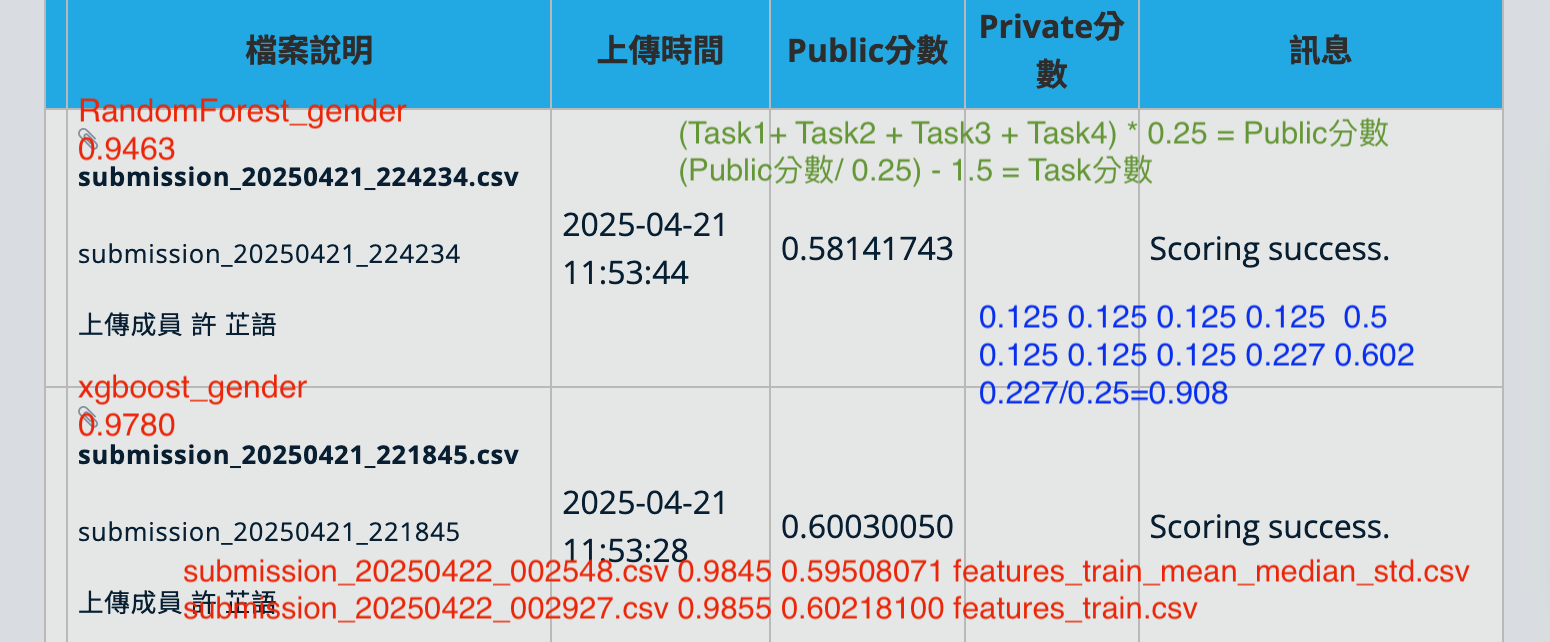 檔案說明
上傳時間
Public分數
Private分
數
訊息
RandomForest_gender
0.9463
(Task1+ Task2 + Task3 + Task4) * 0.25 = Public分數
(Public分數/ 0.25) - 1.5 = Task分數
submission_20250421_224234.csv
submission_20250421_224234
2025-04-21
11:53:44
0.58141743
Scoring success.
上傳成員 許 芷語
0.125 0.125 0.125 0.125 0.5
0.125 0.125 0.125 0.227 0.602
0.227/0.25=0.908
xgboost_gender
0.9780
submission_20250421_221845.csv
submission_20250421_221845
2025-04-21
11:53:28
0.60030050
Scoring success.
submission_20250422_002548.csv 0.9845 0.59508071 features_train_mean_median_std.csv
上傳成員 許 芷語
submission_20250422_002927.csv 0.9855 0.60218100 features_train.csv